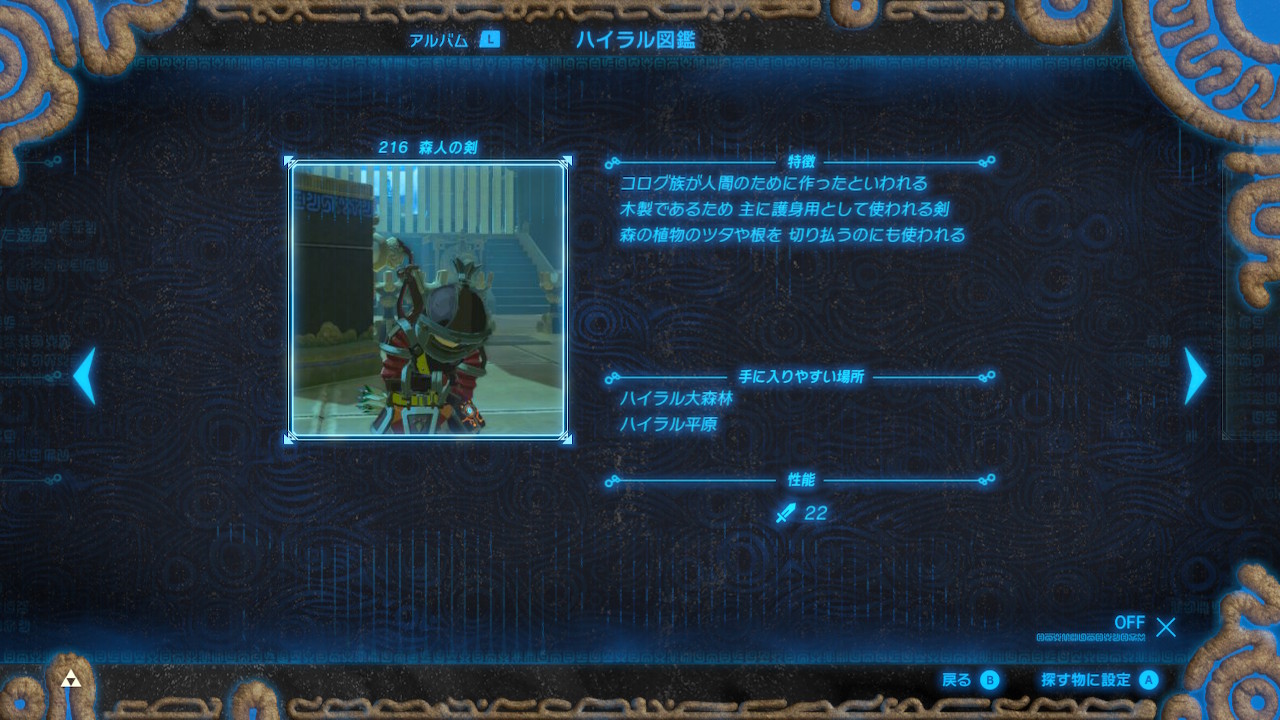 アルバム L
ハイラル図鑑
216 森人の剣
特徴
コログ族が人間のために作ったといわれる
木製であるため 主に護身用として使われる剣
森の植物のツタや根を 切り払うのにも使われる
手に入りやすい場所
ハイラル大森林
ハイラル平原
性能
22
OFF
戻る B
探す物に設定 A